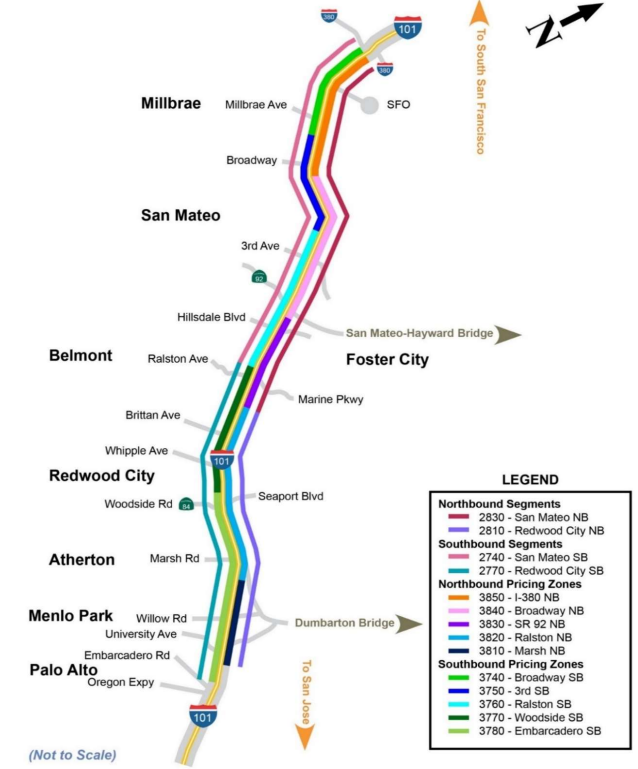 380
101
N
To South San Francisco
380
Millbrae
Millbrae Ave
SFO
Broadway
San Mateo
3rd Ave
92
Hillsdale Blvd
San Mateo-Hayward Bridge
Belmont
Ralston Ave
Foster City
Marine Pkwy
Brittan Ave
Whipple Ave
101
Redwood City
Woodside Rd
84
Seaport Blvd
Atherton
Marsh Rd
Menlo Park
Willow Rd
University Ave
Dumbarton Bridge
Embarcadero Rd
Palo Alto
Oregon Expy
To San Jose
101
(Not to Scale)
LEGEND
Northbound Segments
2830 - San Mateo NB
2810 - Redwood City NB
Southbound Segments
2740 - San Mateo SB
2770 - Redwood City SB
Northbound Pricing Zones
3850 - I-380 NB
3840 - Broadway NB
3830 - SR 92 NB
3820 - Ralston NB
3810 - Marsh NB
Southbound Pricing Zones
3740 - Broadway SB
3750 - 3rd SB
3760 - Ralston SB
3770 - Woodside SB
3780 - Embarcadero SB